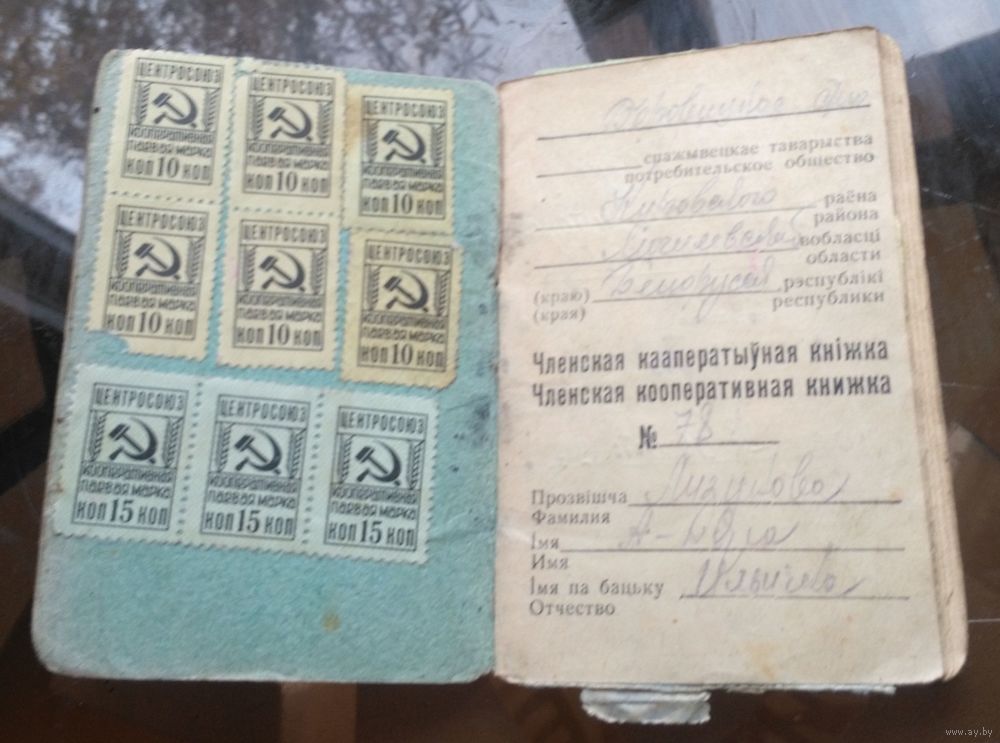 ЦЕНТРОСОЮЗ
КООПЕРАТИВНАЯ
ПАЕВАЯ МАРКА
КОП 10 КОП
ЦЕНТРОСОЮЗ
КООПЕРАТИВНАЯ
ПАЕВАЯ МАРКА
КОП 10 КОП
ЦЕНТРОСОЮЗ
КООПЕРАТИВНАЯ
ПАЕВАЯ МАРКА
КОП 10 КОП
ЦЕНТРОСОЮЗ
КООПЕРАТИВНАЯ
ПАЕВАЯ МАРКА
КОП 10 КОП
ЦЕНТРОСОЮЗ
КООПЕРАТИВНАЯ
ПАЕВАЯ МАРКА
КОП 10 КОП
ЦЕНТРОСОЮЗ
КООПЕРАТИВНАЯ
ПАЕВАЯ МАРКА
КОП 10 КОП
ЦЕНТРОСОЮЗ
КООПЕРАТИВНАЯ
ПАЕВАЯ МАРКА
КОП 15 КОП
ЦЕНТРОСОЮЗ
КООПЕРАТИВНАЯ
ПАЕВАЯ МАРКА
КОП 15 КОП
ЦЕНТРОСОЮЗ
КООПЕРАТИВНАЯ
ПАЕВАЯ МАРКА
КОП 15 КОП
спажывецкае таварыства
потребительское общество
Кировского раёна
района
Могилевской вобласці
области
(краю) Белорусской рэспублікі
(края) республики
Членская кааператыўная кніжка
Членская кооперативная книжка
№ 78
Прозвішча
Фамилия
Імя
Имя
Імя па бацьку
Отчество
www.ay.by